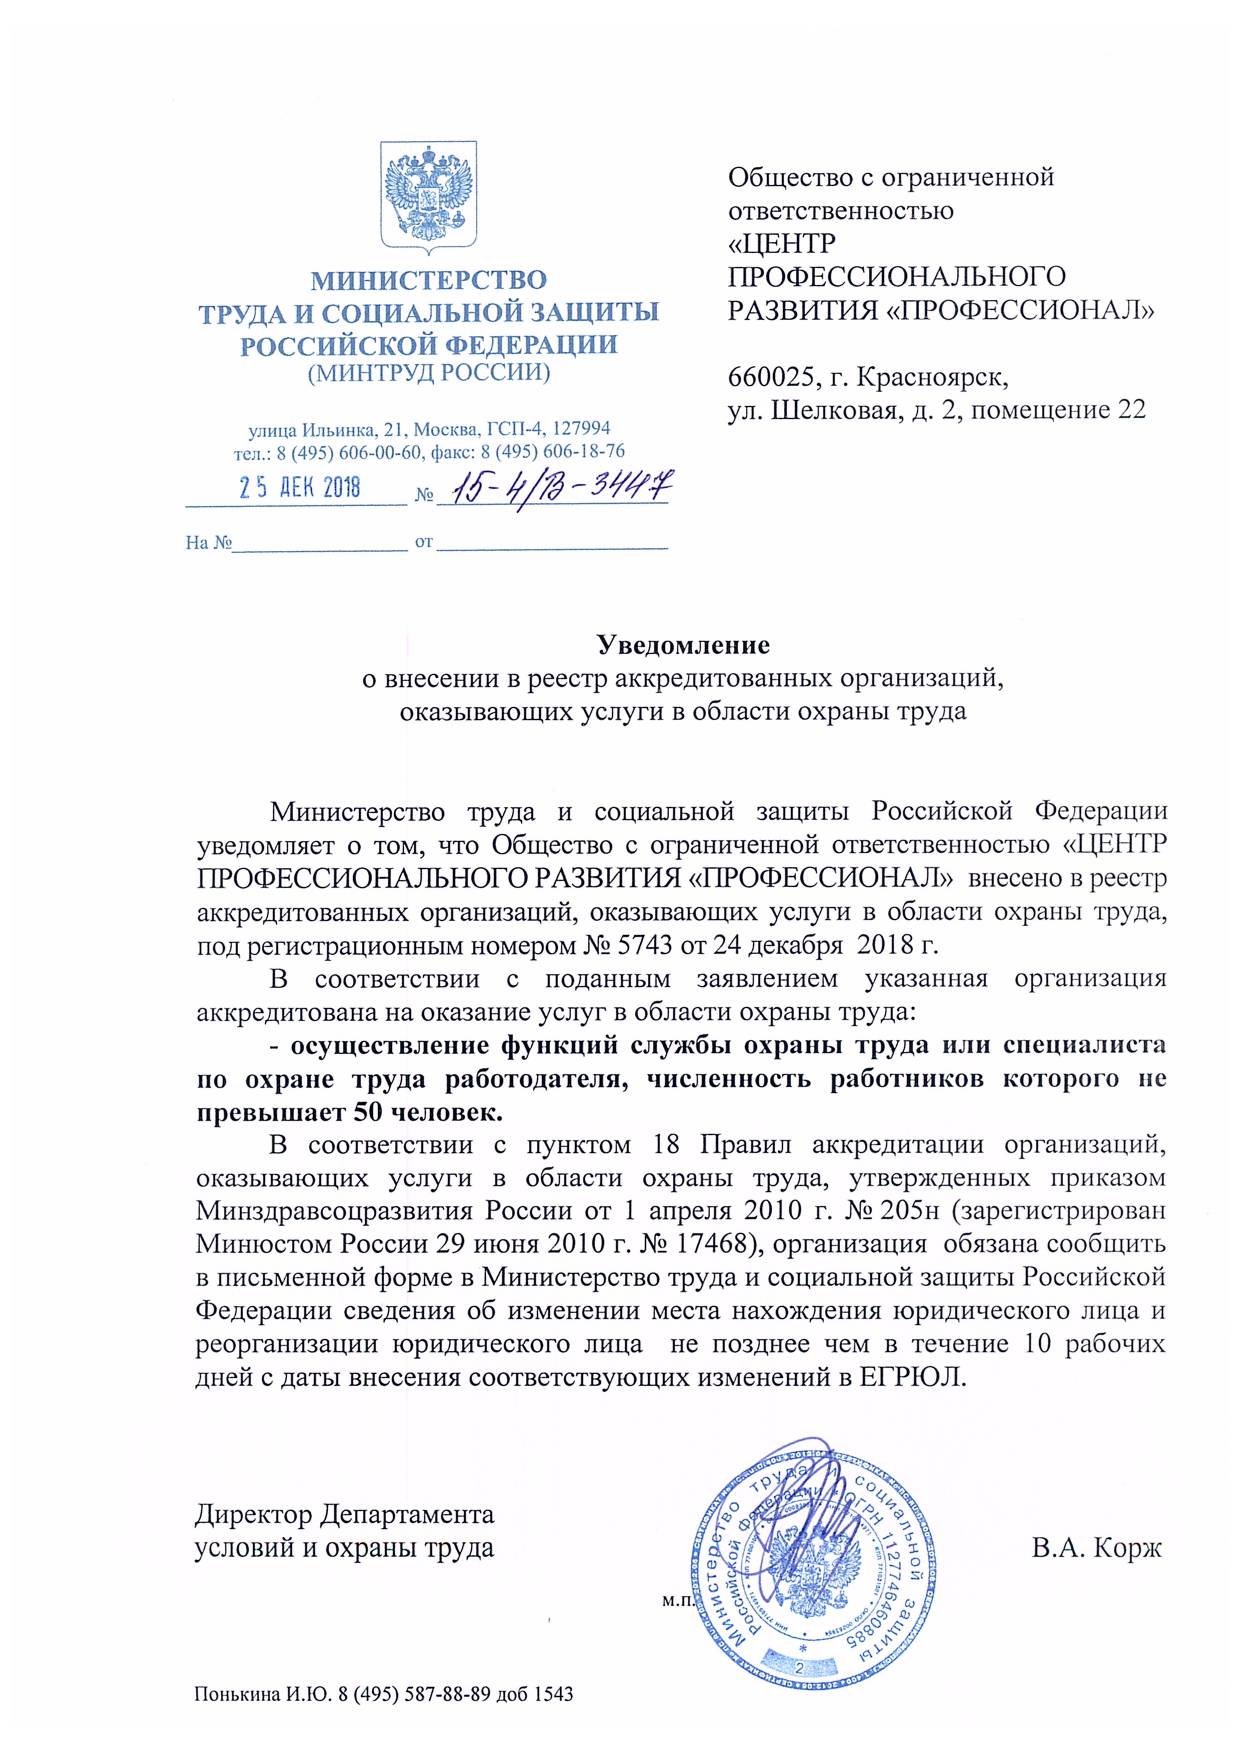 МИНИСТЕРСТВО
ТРУДА И СОЦИАЛЬНОЙ ЗАЩИТЫ
РОССИЙСКОЙ ФЕДЕРАЦИИ
(МИНТРУД РОССИИ)
улица Ильинка, 21, Москва, ГСП-4, 127994
тел.: 8 (495) 606-00-60, факс: 8 (495) 606-18-76
25 ДЕК 2018 № 15-4/В-3447
На № от
Общество с ограниченной
ответственностью
«ЦЕНТР
ПРОФЕССИОНАЛЬНОГО
РАЗВИТИЯ «ПРОФЕССИОНАЛ»
660025, г. Красноярск,
ул. Шелковая, д. 2, помещение 22
Уведомление
о внесении в реестр аккредитованных организаций,
оказывающих услуги в области охраны труда
Министерство труда и социальной защиты Российской Федерации
уведомляет о том, что Общество с ограниченной ответственностью «ЦЕНТР
ПРОФЕССИОНАЛЬНОГО РАЗВИТИЯ «ПРОФЕССИОНАЛ» внесено в реестр
аккредитованных организаций, оказывающих услуги в области охраны труда,
под регистрационным номером № 5743 от 24 декабря 2018 г.
В соответствии с поданным заявлением указанная организация
аккредитована на оказание услуг в области охраны труда:
- осуществление функций службы охраны труда или специалиста
по охране труда работодателя, численность работников которого не
превышает 50 человек.
В соответствии с пунктом 18 Правил аккредитации организаций,
оказывающих услуги в области охраны труда, утвержденных приказом
Минздравсоцразвития России от 1 апреля 2010 г. № 205н (зарегистрирован
Минюстом России 29 июня 2010 г. № 17468), организация обязана сообщить
в письменной форме в Министерство труда и социальной защиты Российской
Федерации сведения об изменении места нахождения юридического лица и
реорганизации юридического лица не позднее чем в течение 10 рабочих
дней с даты внесения соответствующих изменений в ЕГРЮЛ.
Директор Департамента
условий и охраны труда
В.А. Корж
м.п.
Министерство труда и социальной защиты
Российской Федерации * ОГРН 1127746460885
* 2
Понькина И.Ю. 8 (495) 587-88-89 доб 1543